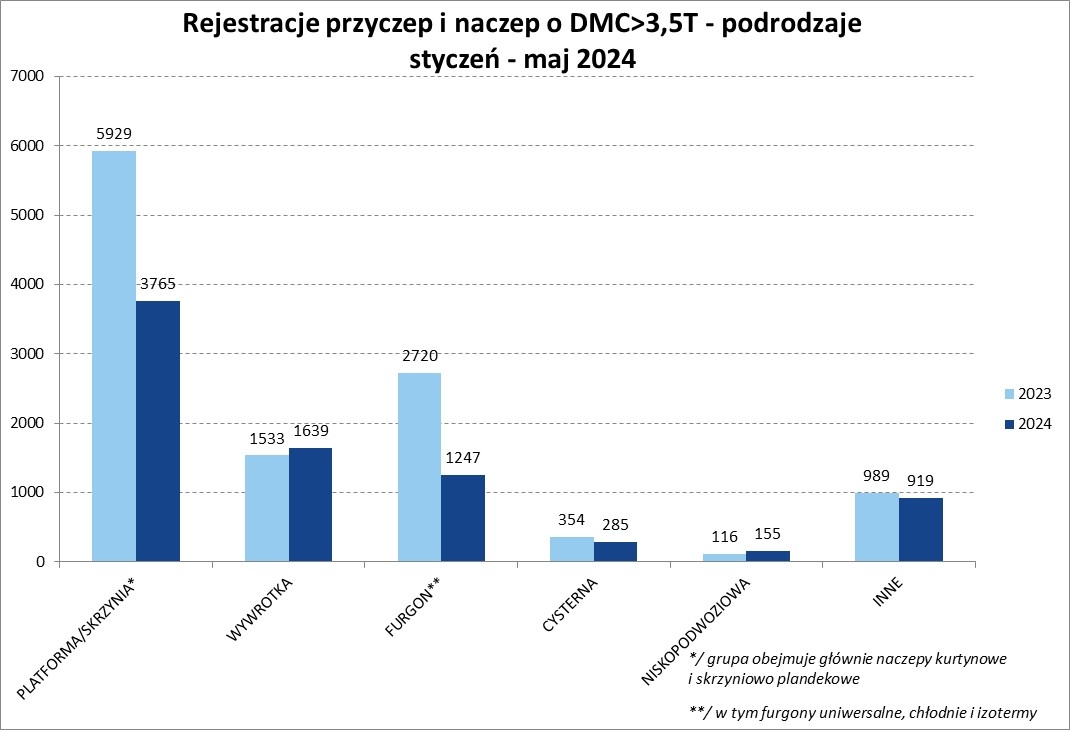 Rejestracje przyczep i naczep o DMC>3,5T - podrodzaje
styczeń - maj 2024
7000
6000
5000
4000
3000
2000
1000
0
5929
3765
1533
1639
2720
1247
354
285
116
155
989
919
2023
2024
PLATFORMA/SKRZYNIA*
WYWROTKA
FURGON**
CYSTERNA
NISKOPODWOZIOWA
INNE
*/ grupa obejmuje głównie naczepy kurtynowe
i skrzyniowo plandekowe
**/ w tym furgony uniwersalne, chłodnie i izotermy